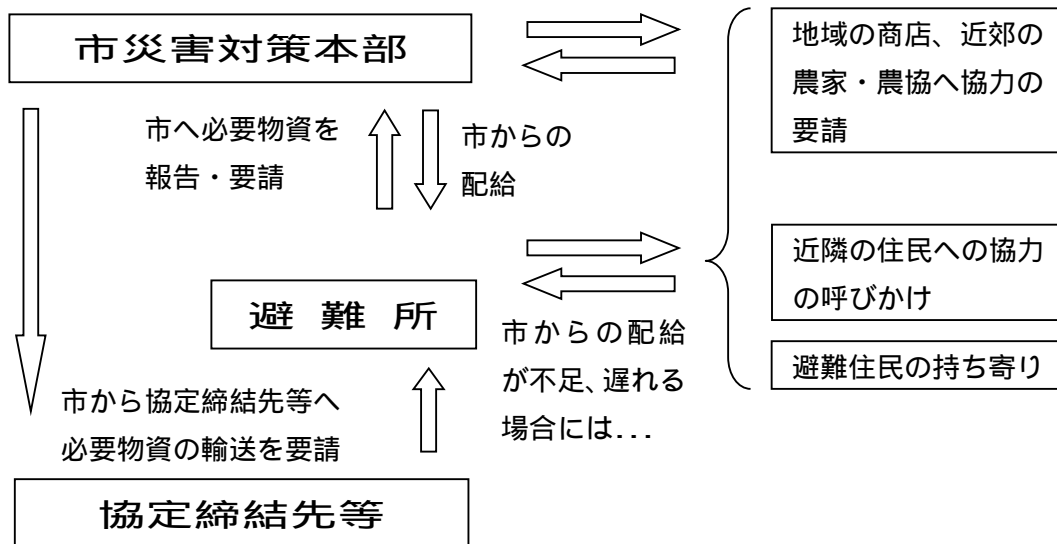 市災害対策本部
地域の商店、近郊の
農家・農協へ協力の
要請
市へ必要物資を
報告・要請
市からの
配給
近隣の住民への協力
の呼びかけ
避難所
市からの配給
が不足、遅れる
場合には...
避難住民の持ち寄り
市から協定締結先等へ
必要物資の輸送を要請
協定締結先等